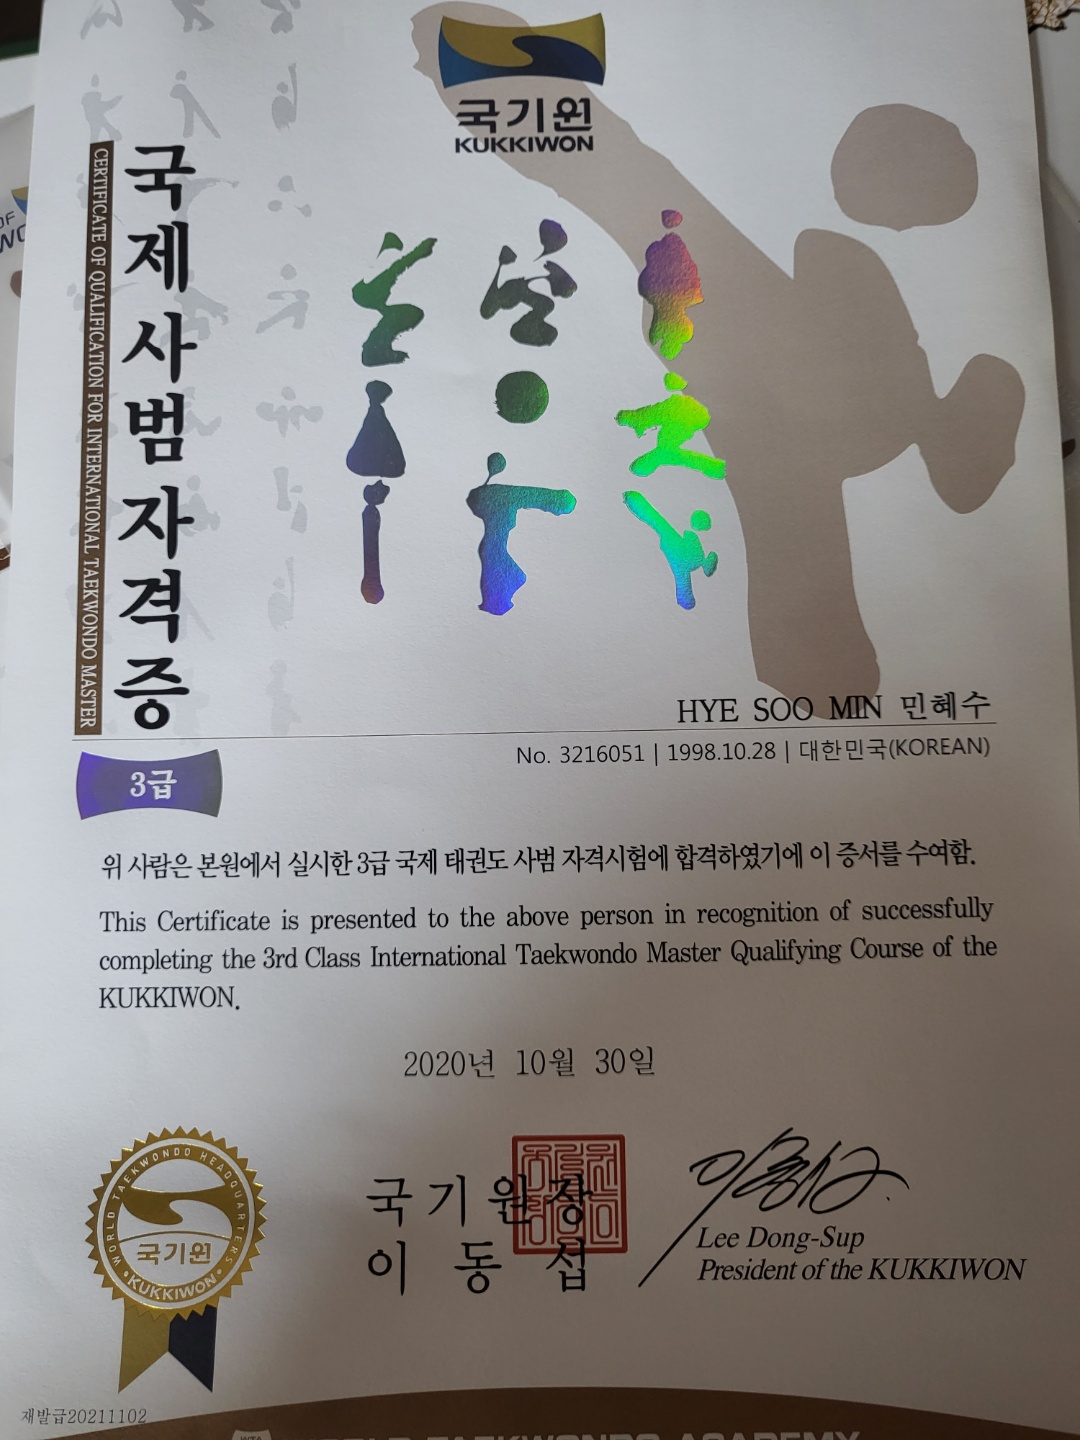 국기원
KUKKIWON
국제사범자격증
CERTIFICATE OF QUALIFICATION FOR INTERNATIONAL TAEKWONDO MASTER
HYE SOO MIN 민혜수
No. 3216051 | 1998.10.28 | 대한민국(KOREAN)
3급
위 사람은 본원에서 실시한 3급 국제 태권도 사범 자격시험에 합격하였기에 이 증서를 수여함.
This Certificate is presented to the above person in recognition of successfully
completing the 3rd Class International Taekwondo Master Qualifying Course of the
KUKKIWON.
2020년 10월 30일
WORLD TAEKWONDO HEADQUARTERS
국기원
KUKKIWON
국기원장
이동섭
Lee Dong-Sup
President of the KUKKIWON
재발급20211102
WORLD TAEKWONDO ACADEMY